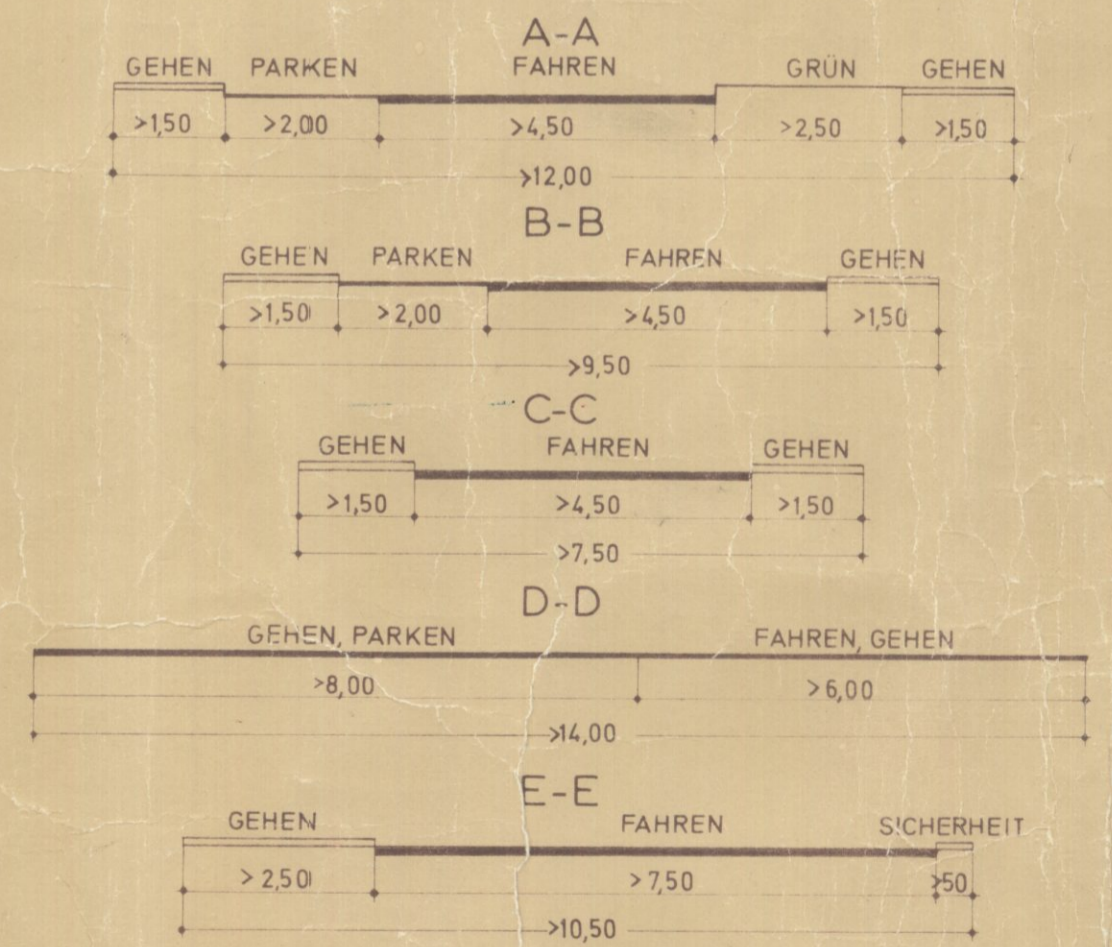 A-A
GEHEN PARKEN FAHREN GRÜN GEHEN
>1,50 >2,00 >4,50 >2,50 >1,50
>12,00
B-B
GEHEN PARKEN FAHREN GEHEN
>1,50 >2,00 >4,50 >1,50
>9,50
C-C
GEHEN FAHREN GEHEN
>1,50 >4,50 >1,50
>7,50
D-D
GEHEN, PARKEN FAHREN, GEHEN
>8,00 >6,00
>14,00
E-E
GEHEN FAHREN SICHERHEIT
>2,50 >7,50 >50
>10,50